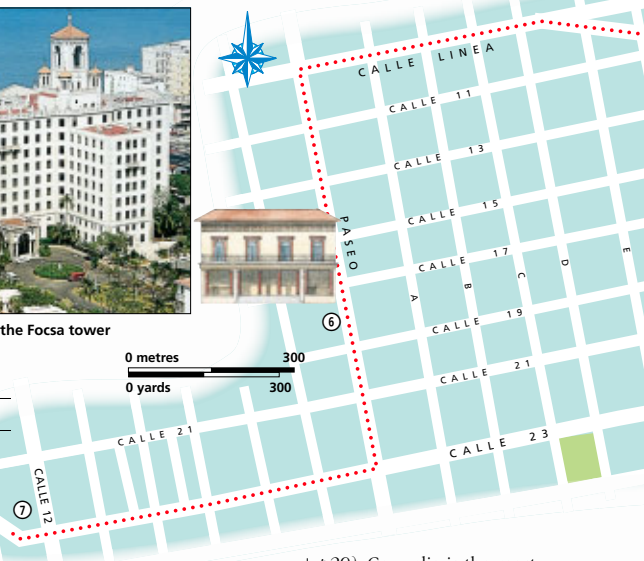 CALLE LINEA
CALLE 11
CALLE 13
CALLE 15
PASEO
CALLE 17
A
B
C
D
E
CALLE 19
6
the Focsa tower
0 metres 300
0 yards 300
CALLE 21
CALLE 21
CALLE 23
CALLE 12
7